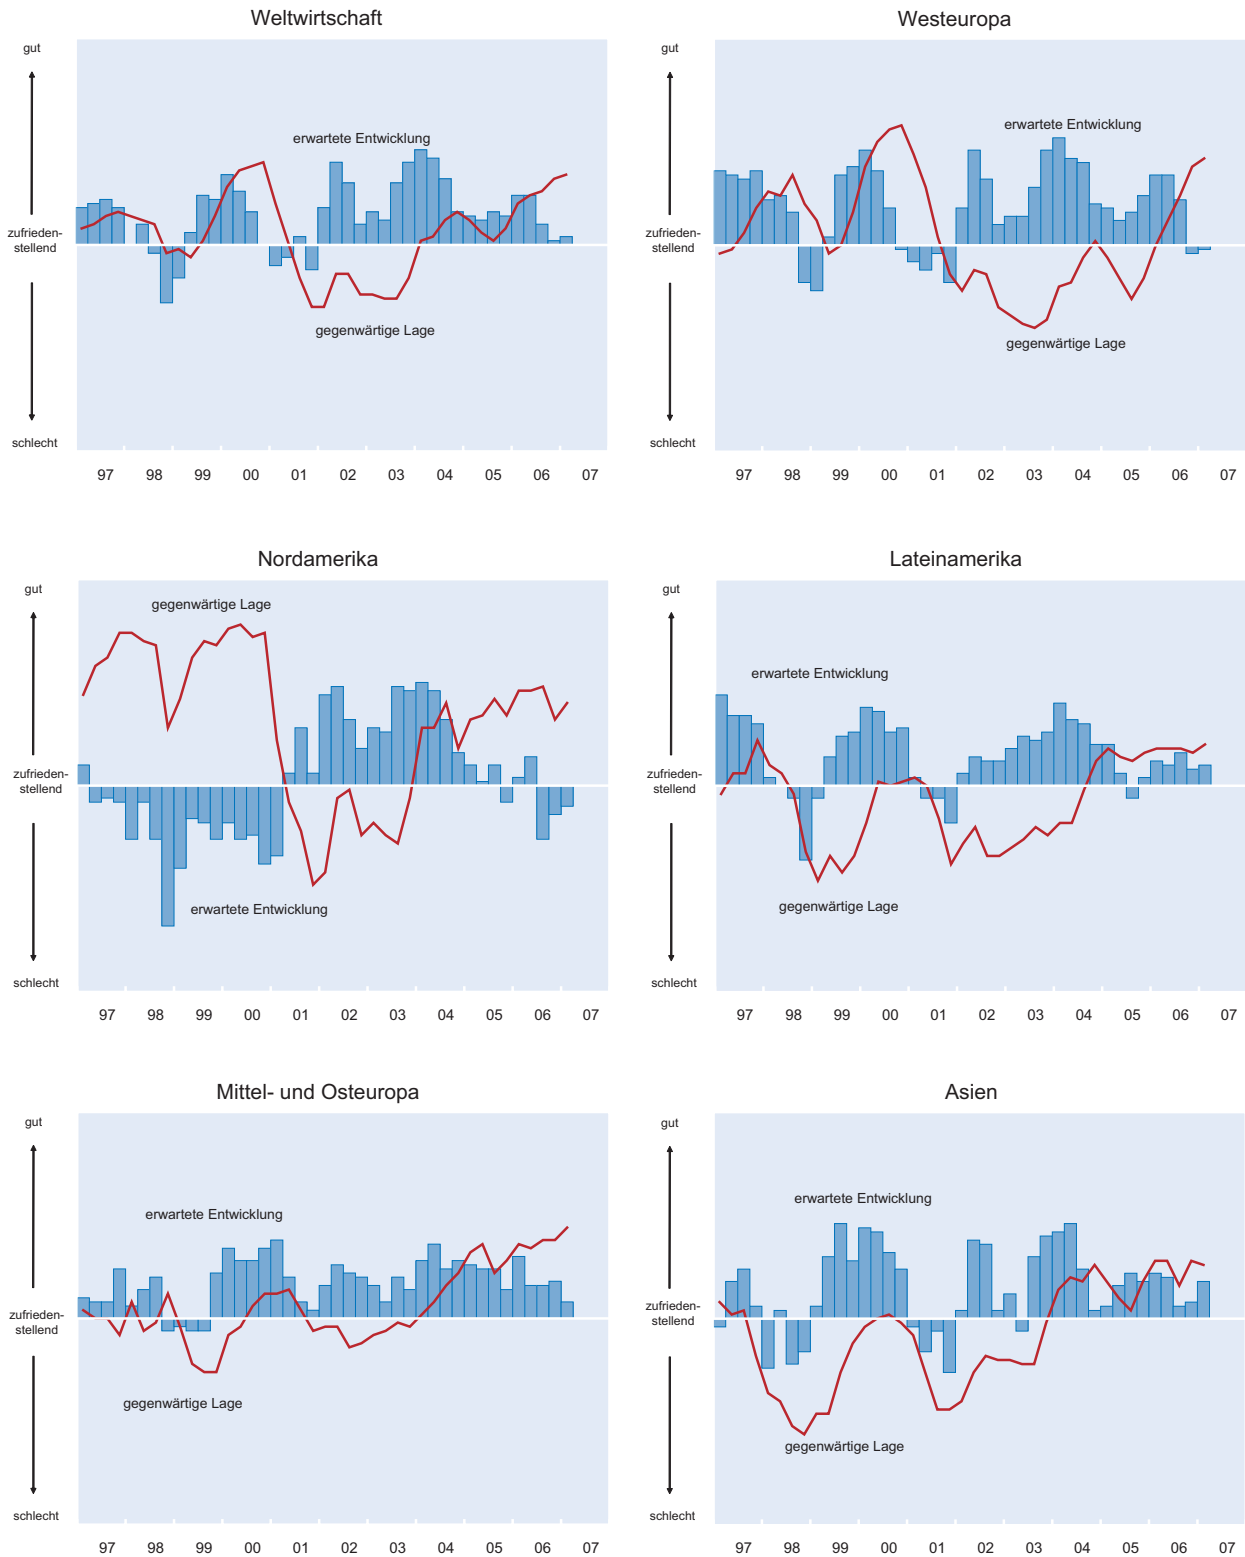 Weltwirtschaft
gut
zufrieden-
stellend
schlecht
erwartete Entwicklung
gegenwärtige Lage
97 98 99 00 01 02 03 04 05 06 07
Westeuropa
gut
zufrieden-
stellend
schlecht
erwartete Entwicklung
gegenwärtige Lage
97 98 99 00 01 02 03 04 05 06 07
Nordamerika
gut
zufrieden-
stellend
schlecht
gegenwärtige Lage
erwartete Entwicklung
97 98 99 00 01 02 03 04 05 06 07
Lateinamerika
gut
zufrieden-
stellend
schlecht
erwartete Entwicklung
gegenwärtige Lage
97 98 99 00 01 02 03 04 05 06 07
Mittel- und Osteuropa
gut
zufrieden-
stellend
schlecht
erwartete Entwicklung
gegenwärtige Lage
97 98 99 00 01 02 03 04 05 06 07
Asien
gut
zufrieden-
stellend
schlecht
erwartete Entwicklung
gegenwärtige Lage
97 98 99 00 01 02 03 04 05 06 07